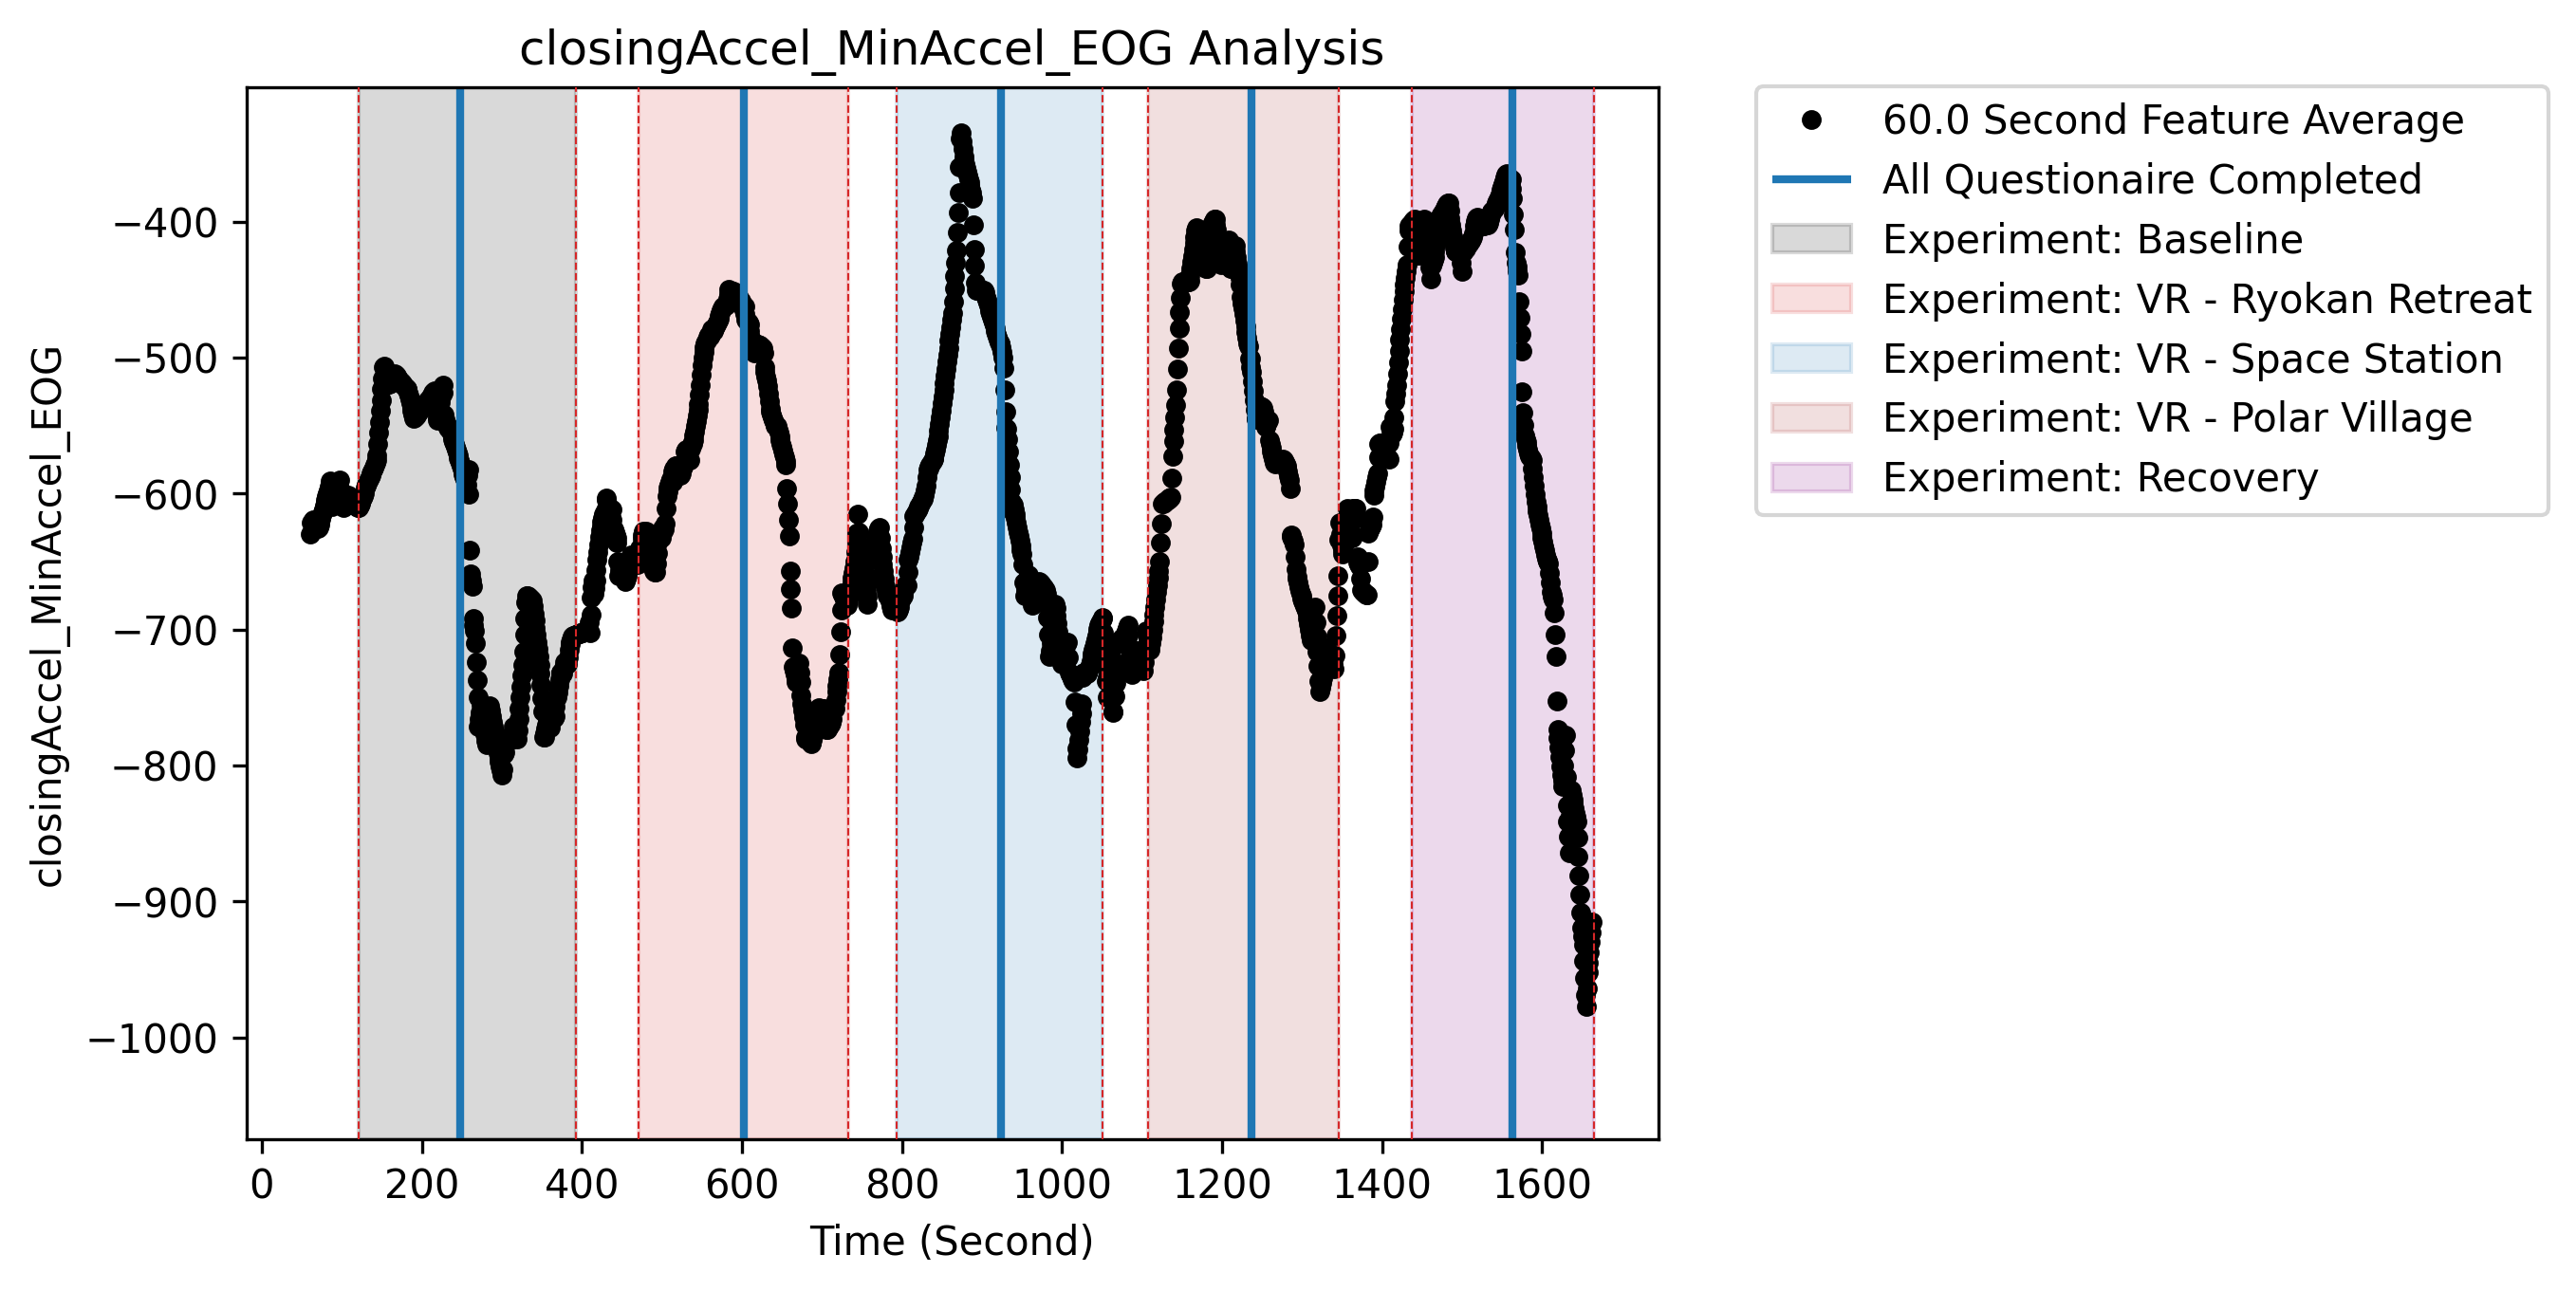 closingAccel_MinAccel_EOG Analysis
60.0 Second Feature Average
All Questionaire Completed
Experiment: Baseline
Experiment: VR - Ryokan Retreat
Experiment: VR - Space Station
Experiment: VR - Polar Village
Experiment: Recovery
closingAccel_MinAccel_EOG
−400
−500
−600
−700
−800
−900
−1000
0 200 400 600 800 1000 1200 1400 1600
Time (Second)